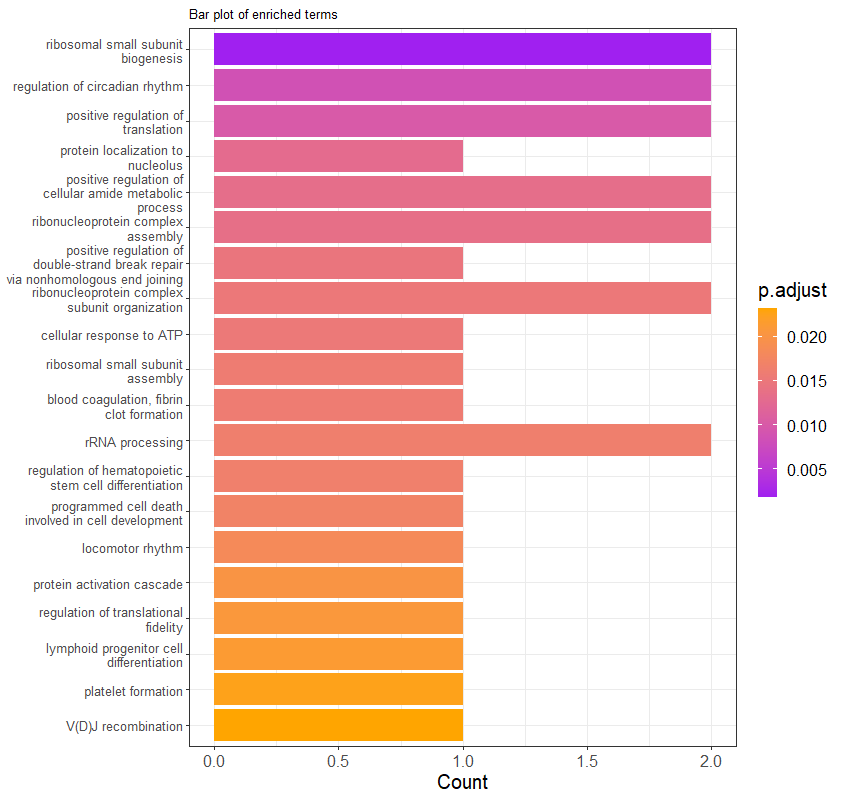 Bar plot of enriched terms
ribosomal small subunit
biogenesis
regulation of circadian rhythm
positive regulation of
translation
protein localization to
nucleolus
positive regulation of
cellular amide metabolic
process
ribonucleoprotein complex
assembly
positive regulation of
double-strand break repair
via nonhomologous end joining
ribonucleoprotein complex
subunit organization
cellular response to ATP
ribosomal small subunit
assembly
blood coagulation, fibrin
clot formation
rRNA processing
regulation of hematopoietic
stem cell differentiation
programmed cell death
involved in cell development
locomotor rhythm
protein activation cascade
regulation of translational
fidelity
lymphoid progenitor cell
differentiation
platelet formation
V(D)J recombination
0.0 0.5 1.0 1.5 2.0
Count
p.adjust
0.020
0.015
0.010
0.005